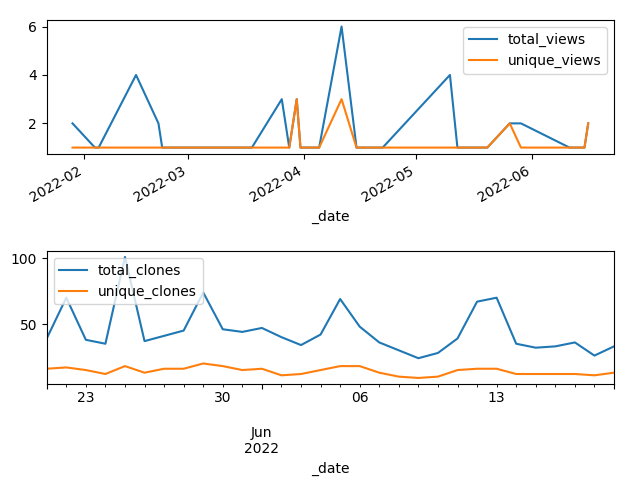 6
4
2
total_views
unique_views
2022-02
2022-03
2022-04
2022-05
2022-06
_date
100
50
total_clones
unique_clones
23
30
06
13
Jun
2022
_date